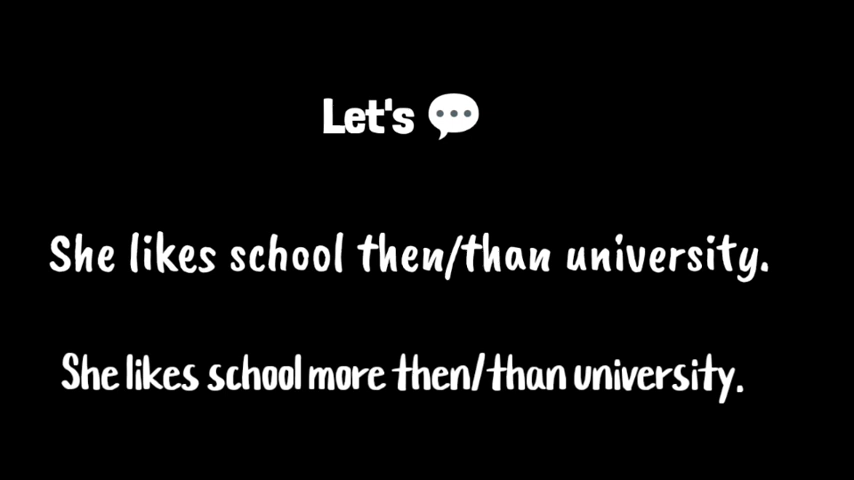 Let's 💬
She likes school then/than university.
She likes school more then/than university.